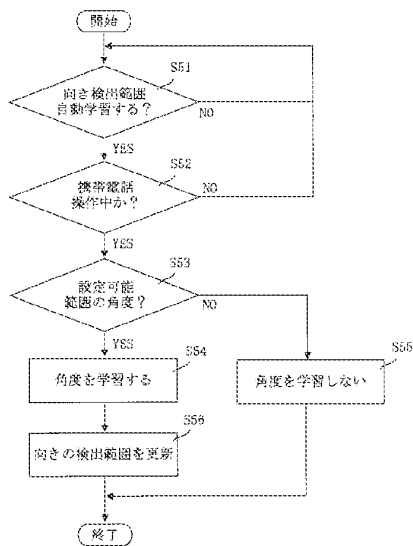 開始
S51
向き検出範囲
自動学習する？
NO
YES
S52
携帯電話
操作中か？
NO
YES
S53
設定可能
範囲の角度？
NO
YES
S54
角度を学習する
S55
角度を学習しない
S56
向きの検出範囲を更新
終了